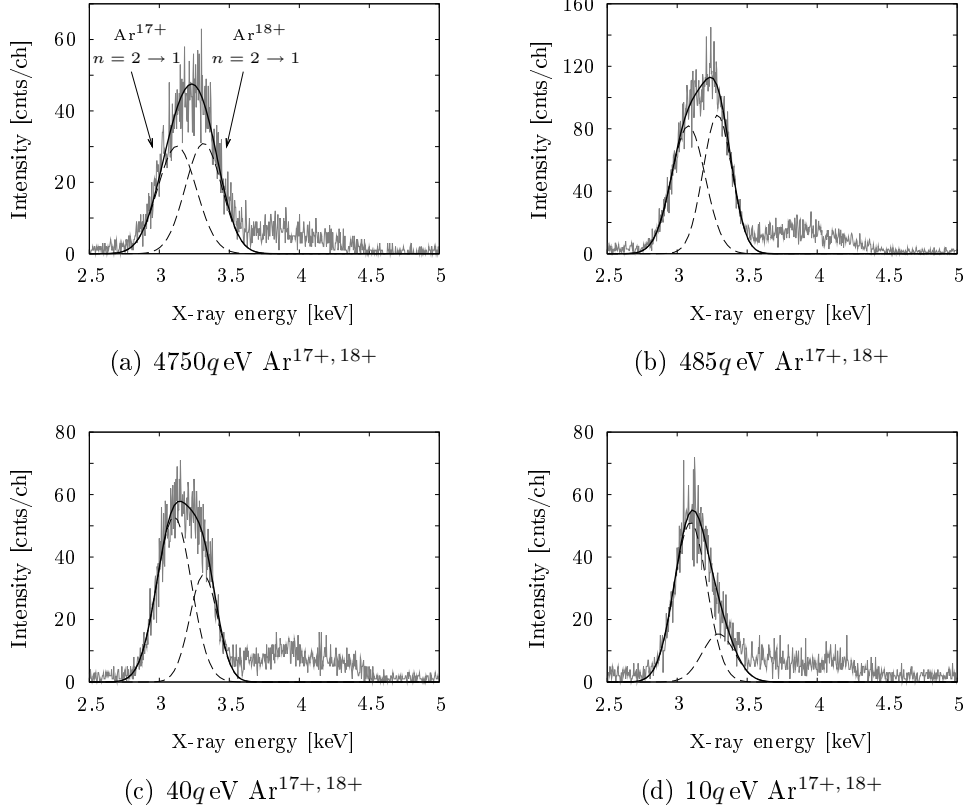 Intensity [cnts/ch]
60
40
20
0
Ar¹⁷⁺
n = 2 → 1
Ar¹⁸⁺
n = 2 → 1
2.5 3 3.5 4 4.5 5
X-ray energy [keV]
(a) 4750q eV Ar¹⁷⁺,¹⁸⁺
Intensity [cnts/ch]
160
120
80
40
0
2.5 3 3.5 4 4.5 5
X-ray energy [keV]
(b) 485q eV Ar¹⁷⁺,¹⁸⁺
Intensity [cnts/ch]
80
60
40
20
0
2.5 3 3.5 4 4.5 5
X-ray energy [keV]
(c) 40q eV Ar¹⁷⁺,¹⁸⁺
Intensity [cnts/ch]
80
60
40
20
0
2.5 3 3.5 4 4.5 5
X-ray energy [keV]
(d) 10q eV Ar¹⁷⁺,¹⁸⁺